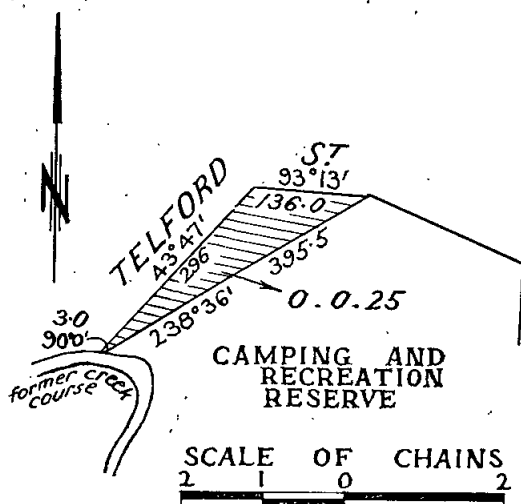 N
TELFORD
ST
43°47'
296
93°13'
136·0
395·5
238°36'
0.0.25
3·0
90°0'
former creek
course
CAMPING AND
RECREATION
RESERVE
SCALE OF CHAINS
2 1 0 2